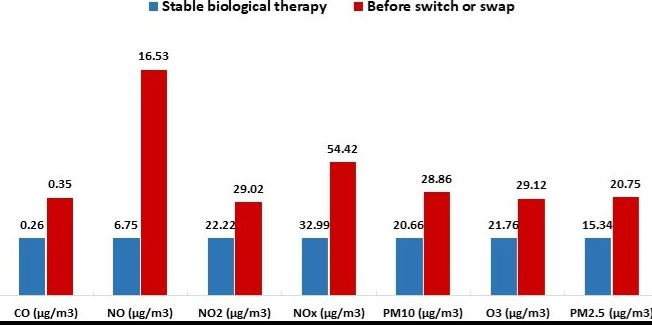 Stable biological therapy Before switch or swap
16.53
54.42
0.35 29.02 28.86 29.12 20.75
0.26 6.75 22.22 32.99 20.66 21.76 15.34
CO (µg/m3) NO (µg/m3) NO2 (µg/m3) NOx (µg/m3) PM10 (µg/m3) O3 (µg/m3) PM2.5 (µg/m3)